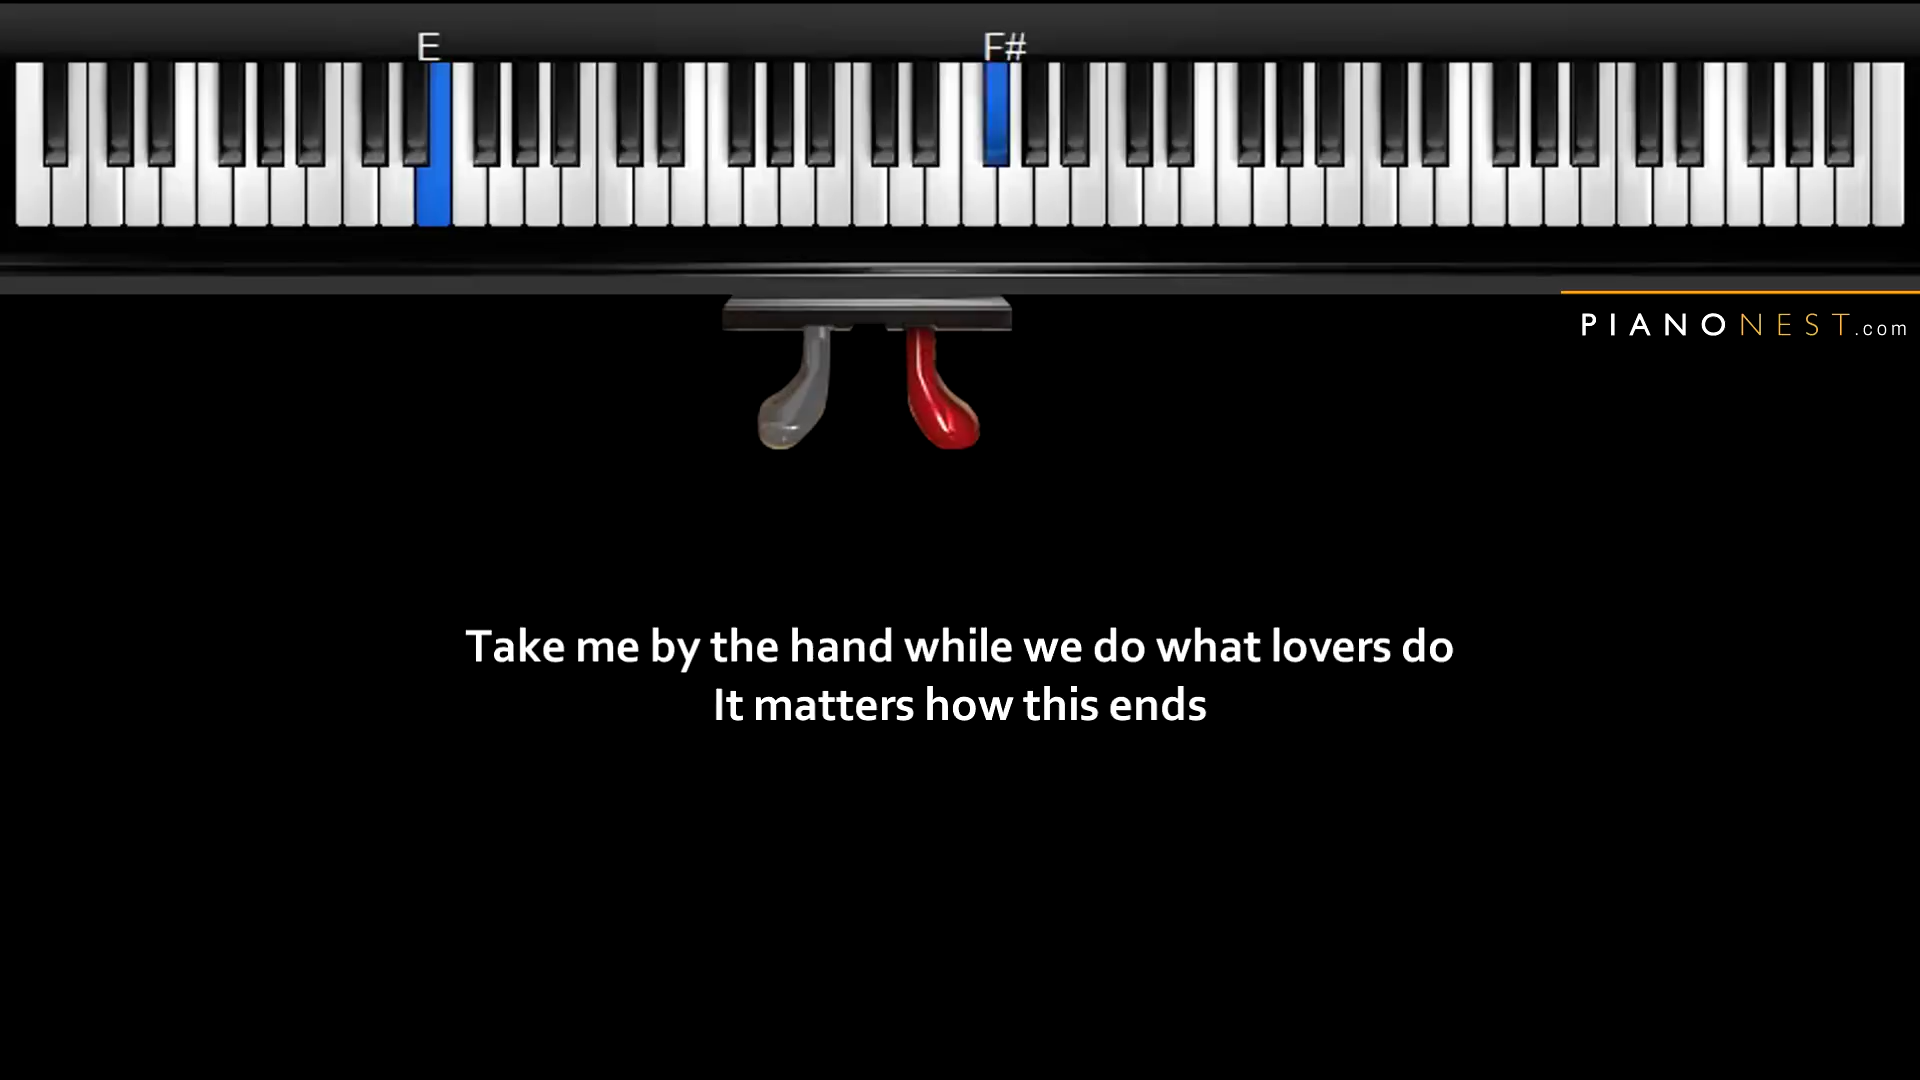 E
F#
PIANONEST.com
Take me by the hand while we do what lovers do
It matters how this ends